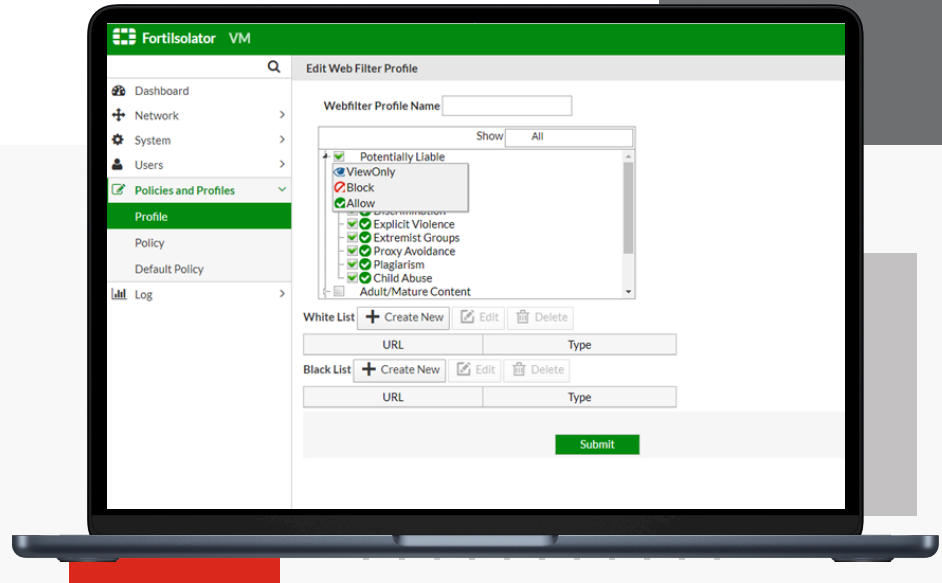 FortiIsolator VM
Edit Web Filter Profile
Dashboard
Network
System
Users
Policies and Profiles
Profile
Policy
Default Policy
Log
Webfilter Profile Name
Show All
Potentially Liable
ViewOnly
Block
Allow
Discrimination
Explicit Violence
Extremist Groups
Proxy Avoidance
Plagiarism
Child Abuse
Adult/Mature Content
White List Create New Edit Delete
URL Type
Black List Create New Edit Delete
URL Type
Submit